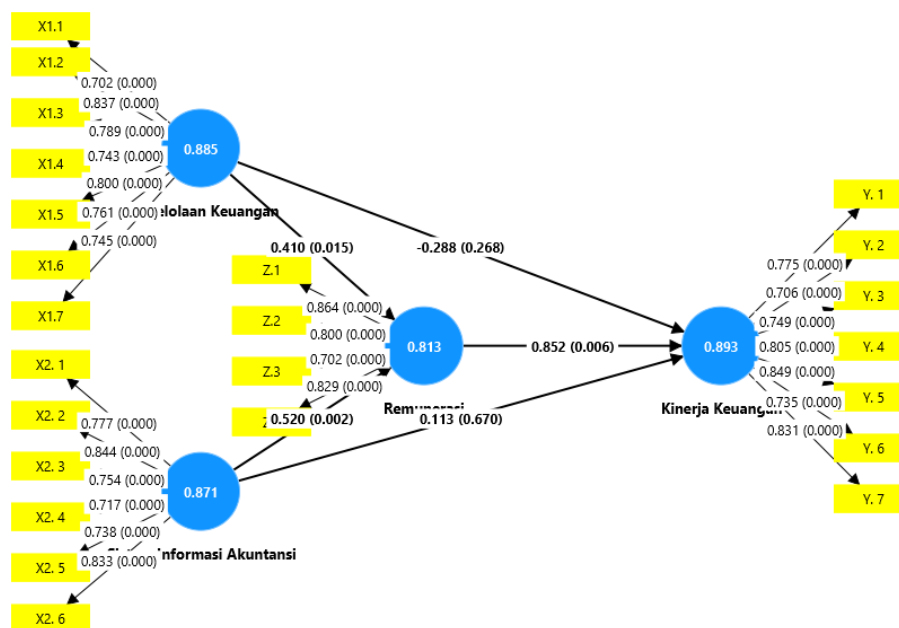 X1.1
X1.2
X1.3
X1.4
X1.5
X1.6
X1.7
0.702 (0.000)
0.837 (0.000)
0.789 (0.000)
0.743 (0.000)
0.800 (0.000)
0.761 (0.000)
0.745 (0.000)
0.885
Keuangan
0.410 (0.015)
-0.288 (0.268)
Z.1
Z.2
Z.3
0.864 (0.000)
0.800 (0.000)
0.702 (0.000)
0.829 (0.000)
0.813
Remunerasi
0.852 (0.006)
0.520 (0.002)
0.113 (0.670)
X2. 1
X2. 2
X2. 3
X2. 4
X2. 5
X2. 6
0.777 (0.000)
0.844 (0.000)
0.754 (0.000)
0.717 (0.000)
0.738 (0.000)
0.833 (0.000)
0.871
Informasi Akuntansi
0.893
Kinerja Keuangan
0.775 (0.000)
0.706 (0.000)
0.749 (0.000)
0.805 (0.000)
0.849 (0.000)
0.735 (0.000)
0.831 (0.000)
Y. 1
Y. 2
Y. 3
Y. 4
Y. 5
Y. 6
Y. 7